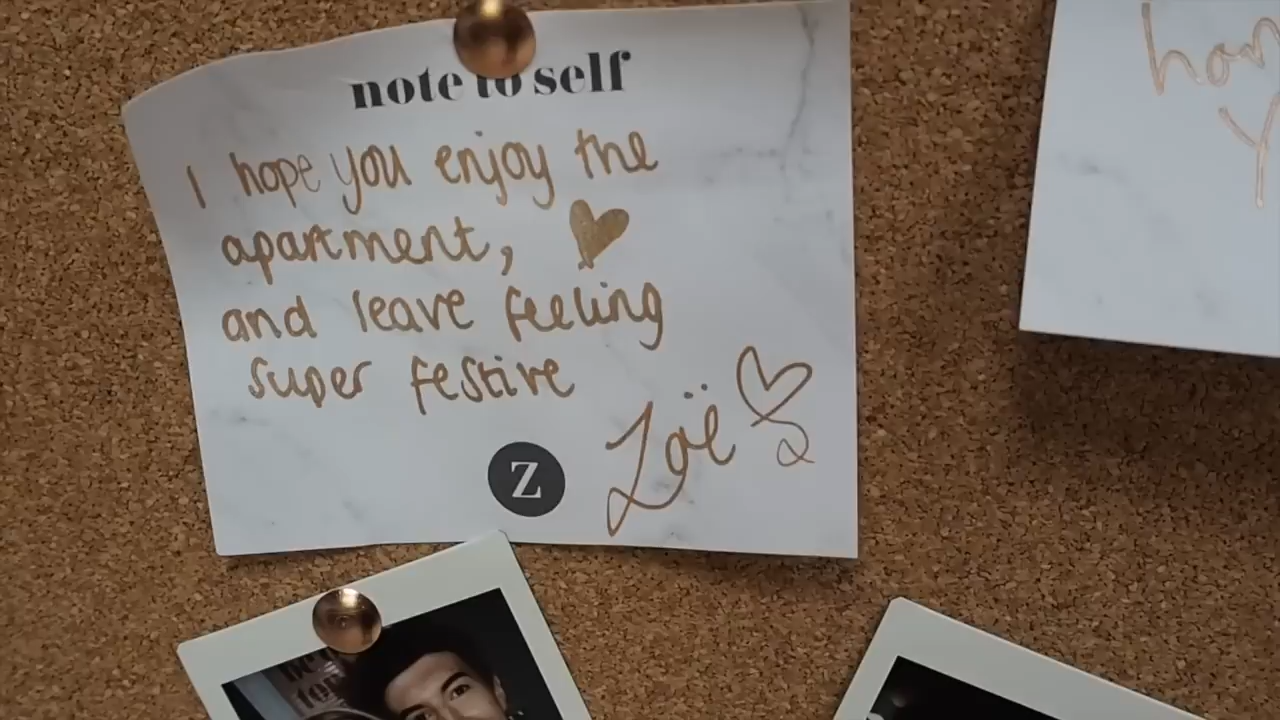 note to self
I hope you enjoy the
apartment,
and leave feeling
super festive
Zoë
Z